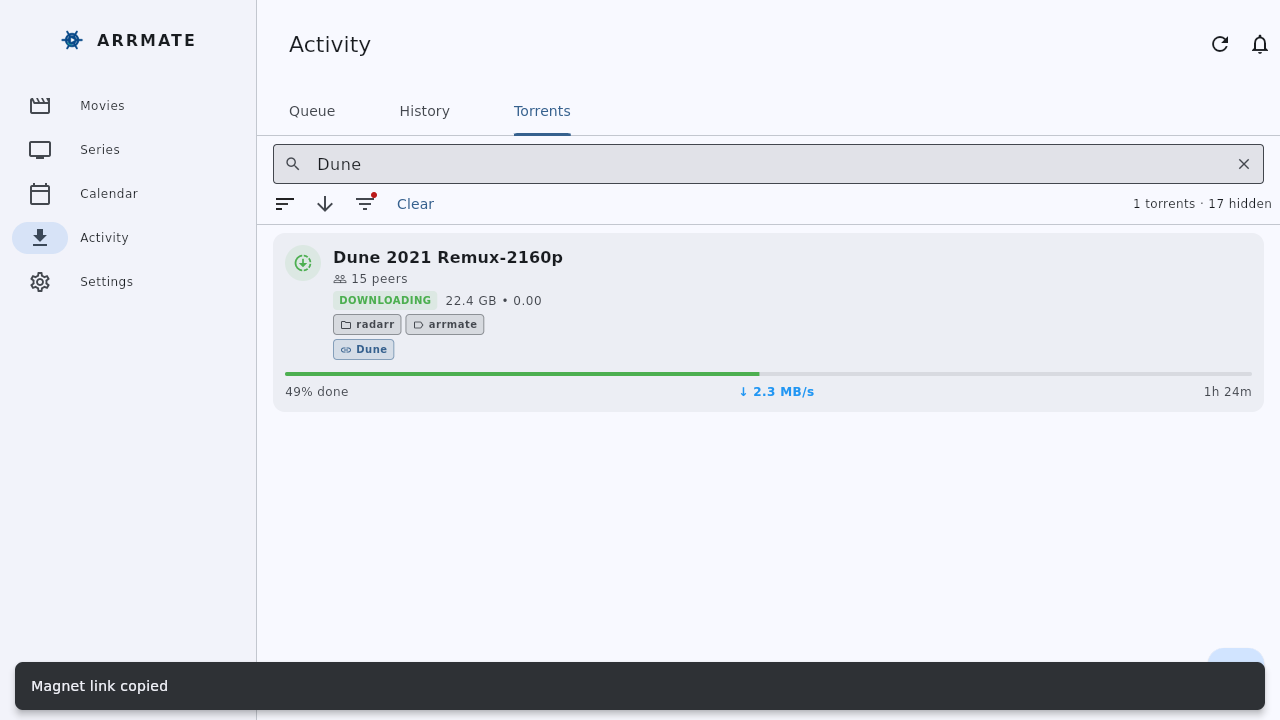 ARRMATE
Movies
Series
Calendar
Activity
Settings
Activity
Queue
History
Torrents
Dune
Clear
1 torrents · 17 hidden
Dune 2021 Remux-2160p
15 peers
DOWNLOADING 22.4 GB • 0.00
radarr arrmate
Dune
49% done ↓ 2.3 MB/s 1h 24m
Magnet link copied